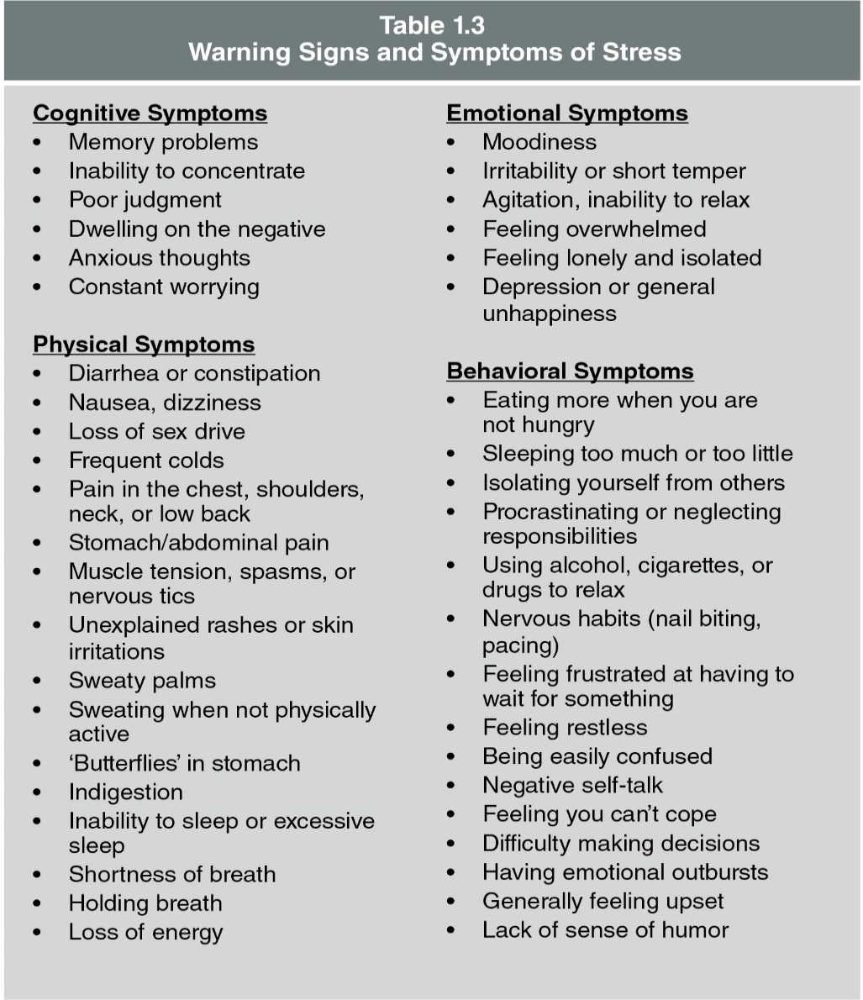 Table 1.3
Warning Signs and Symptoms of Stress
Cognitive Symptoms
• Memory problems
• Inability to concentrate
• Poor judgment
• Dwelling on the negative
• Anxious thoughts
• Constant worrying
Physical Symptoms
• Diarrhea or constipation
• Nausea, dizziness
• Loss of sex drive
• Frequent colds
• Pain in the chest, shoulders,
neck, or low back
• Stomach/abdominal pain
• Muscle tension, spasms, or
nervous tics
• Unexplained rashes or skin
irritations
• Sweaty palms
• Sweating when not physically
active
• ‘Butterflies’ in stomach
• Indigestion
• Inability to sleep or excessive
sleep
• Shortness of breath
• Holding breath
• Loss of energy
Emotional Symptoms
• Moodiness
• Irritability or short temper
• Agitation, inability to relax
• Feeling overwhelmed
• Feeling lonely and isolated
• Depression or general
unhappiness
Behavioral Symptoms
• Eating more when you are
not hungry
• Sleeping too much or too little
• Isolating yourself from others
• Procrastinating or neglecting
responsibilities
• Using alcohol, cigarettes, or
drugs to relax
• Nervous habits (nail biting,
pacing)
• Feeling frustrated at having to
wait for something
• Feeling restless
• Being easily confused
• Negative self-talk
• Feeling you can’t cope
• Difficulty making decisions
• Having emotional outbursts
• Generally feeling upset
• Lack of sense of humor